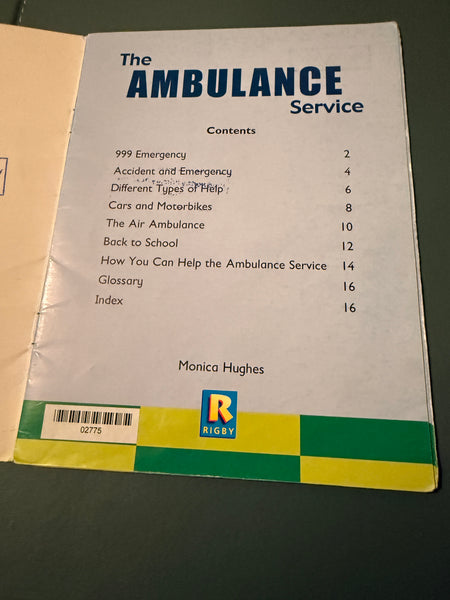 The
AMBULANCE
Service
Contents
999 Emergency 2
Accident and Emergency 4
Different Types of Help 6
Cars and Motorbikes 8
The Air Ambulance 10
Back to School 12
How You Can Help the Ambulance Service 14
Glossary 16
Index 16
Monica Hughes
R
RIGBY
02775